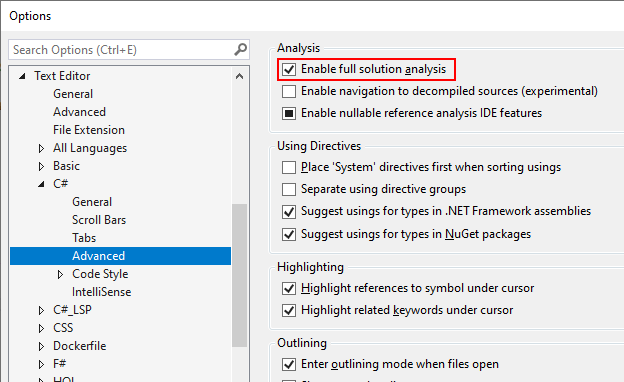 Options
Search Options (Ctrl+E)
Text Editor
General
Advanced
File Extension
All Languages
Basic
C#
General
Scroll Bars
Tabs
Advanced
Code Style
IntelliSense
C#_LSP
CSS
Dockerfile
F#
Analysis
Enable full solution analysis
Enable navigation to decompiled sources (experimental)
Enable nullable reference analysis IDE features
Using Directives
Place 'System' directives first when sorting usings
Separate using directive groups
Suggest usings for types in .NET Framework assemblies
Suggest usings for types in NuGet packages
Highlighting
Highlight references to symbol under cursor
Highlight related keywords under cursor
Outlining
Enter outlining mode when files open